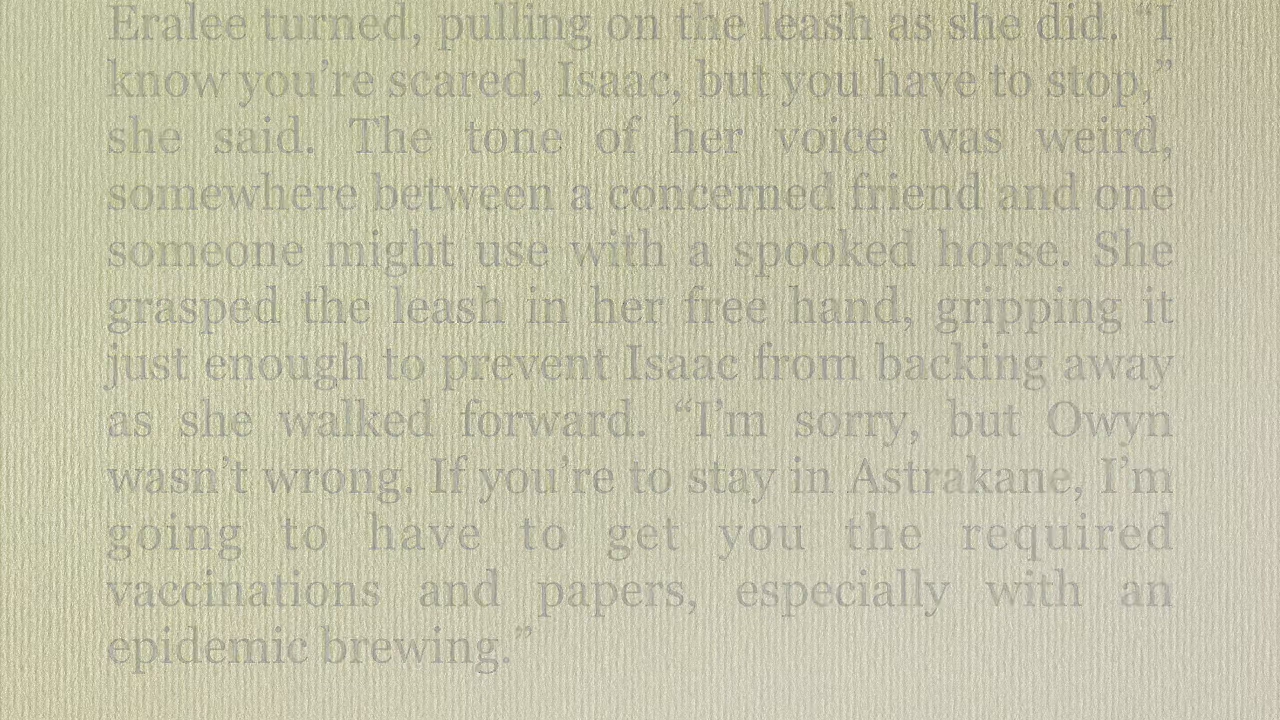 Eralee turned, pulling on the leash as she did. “I
know you’re scared, Isaac, but you have to stop,”
she said. The tone of her voice was weird,
somewhere between a concerned friend and one
someone might use with a spooked horse. She
grasped the leash in her free hand, gripping it
just enough to prevent Isaac from backing away
as she walked forward. “I’m sorry, but Owyn
wasn’t wrong. If you’re to stay in Astrakane, I’m
going to have to get you the required
vaccinations and papers, especially with an
epidemic brewing.”